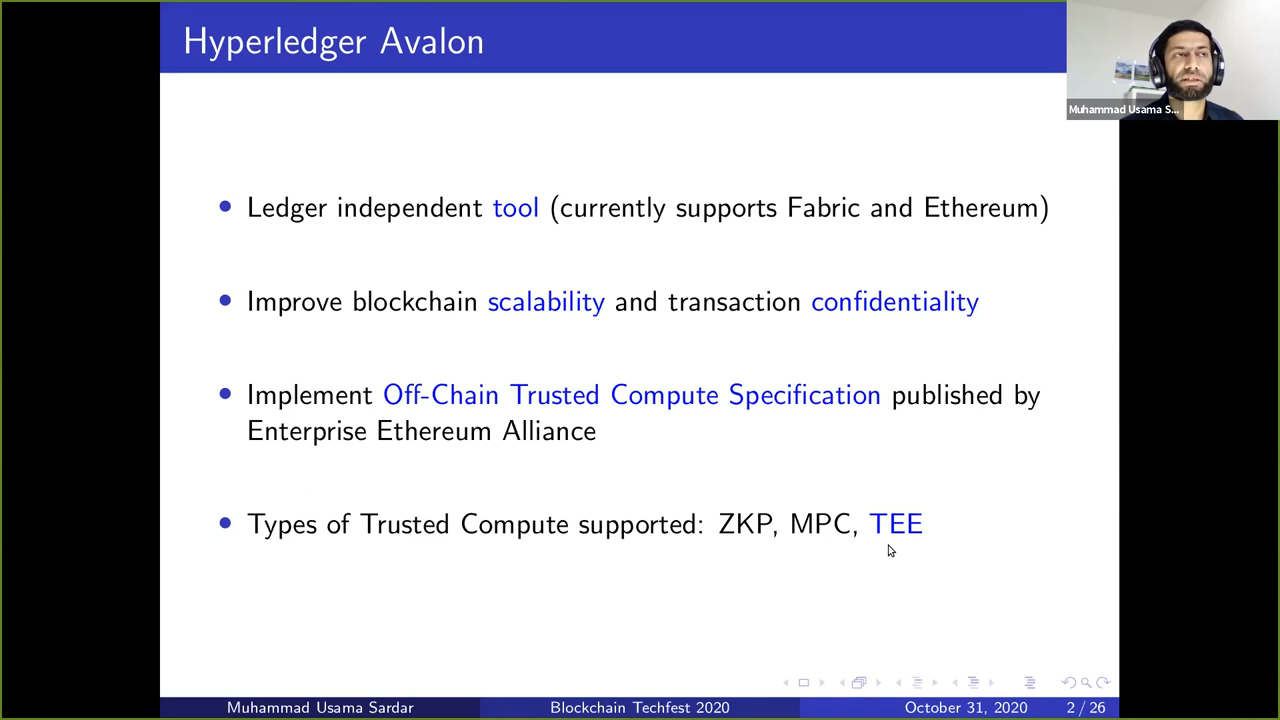 Hyperledger Avalon
Muhammad Usama S...
• Ledger independent tool (currently supports Fabric and Ethereum)
• Improve blockchain scalability and transaction confidentiality
• Implement Off-Chain Trusted Compute Specification published by
Enterprise Ethereum Alliance
• Types of Trusted Compute supported: ZKP, MPC, TEE
Muhammad Usama Sardar Blockchain Techfest 2020 October 31, 2020 2 / 26